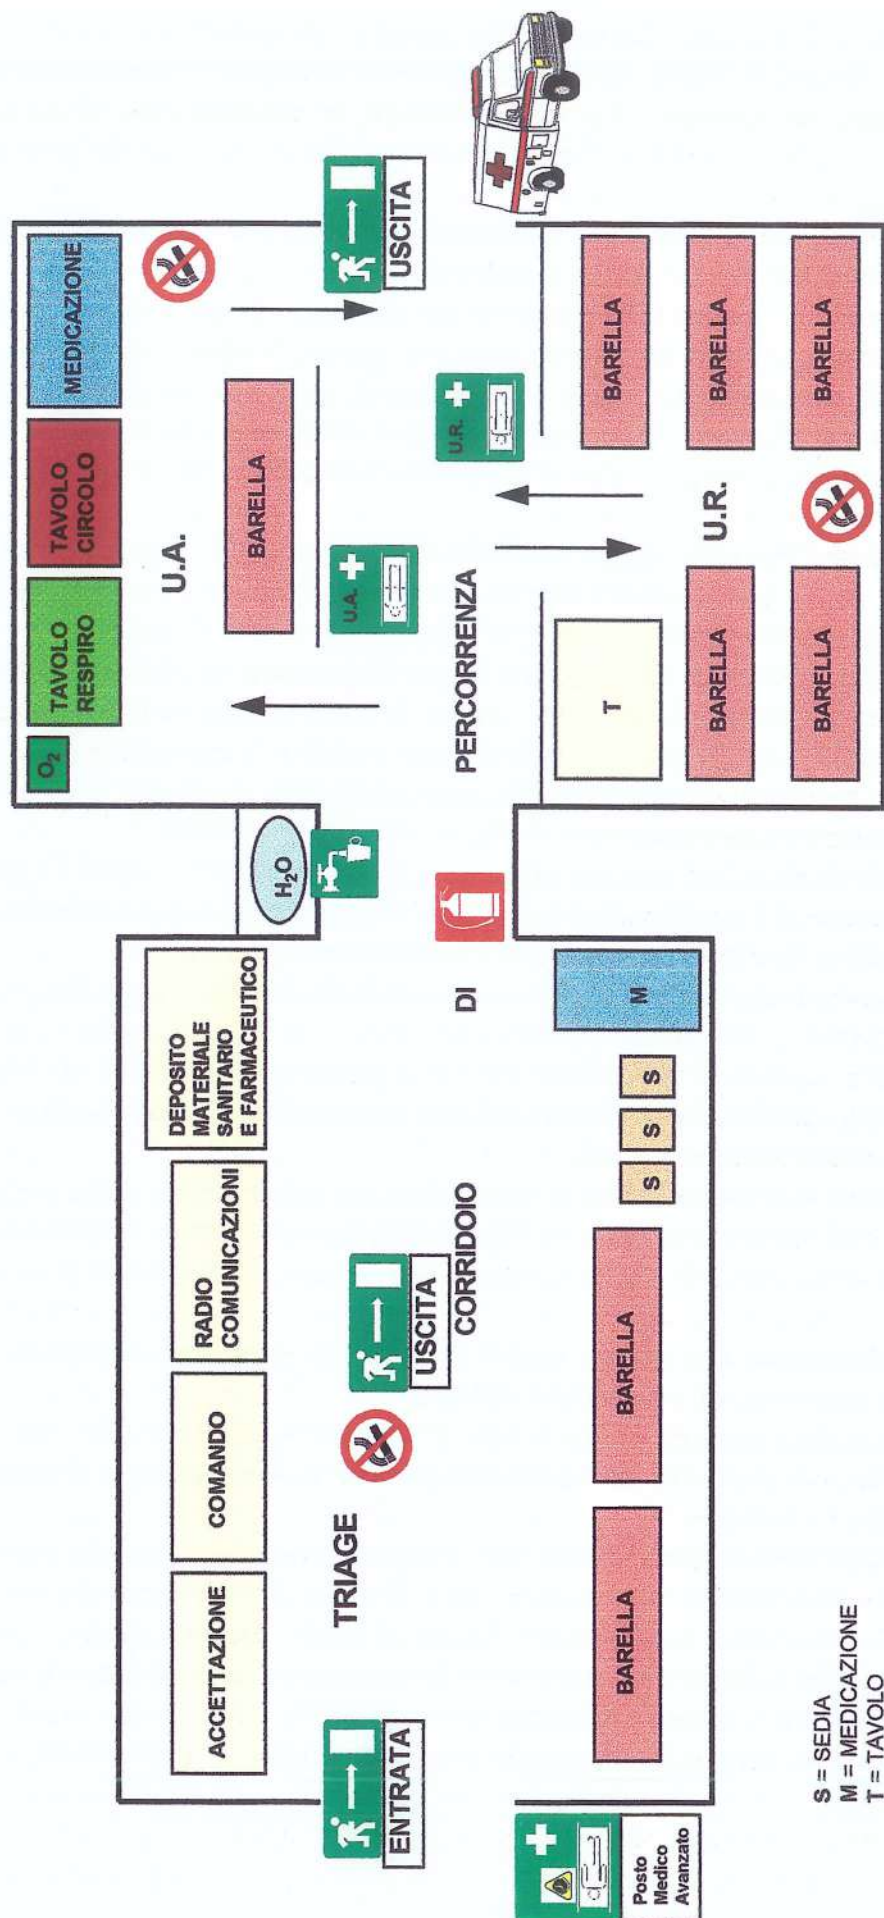 ACCETTAZIONE
COMANDO
RADIO
COMUNICAZIONI
DEPOSITO
MATERIALE
SANITARIO
E FARMACEUTICO
H₂O
O₂
TAVOLO
RESPIRO
TAVOLO
CIRCOLO
MEDICAZIONE
U.A.
BARELLA
U.A.
ENTRATA
TRIAGE
USCITA
USCITA
CORRIDOIO DI PERCORRENZA
U.R.
Posto
Medico
Avanzato
BARELLA
BARELLA
S
S
S
M
T
BARELLA
BARELLA
U.R.
BARELLA
BARELLA
BARELLA
S = SEDIA
M = MEDICAZIONE
T = TAVOLO